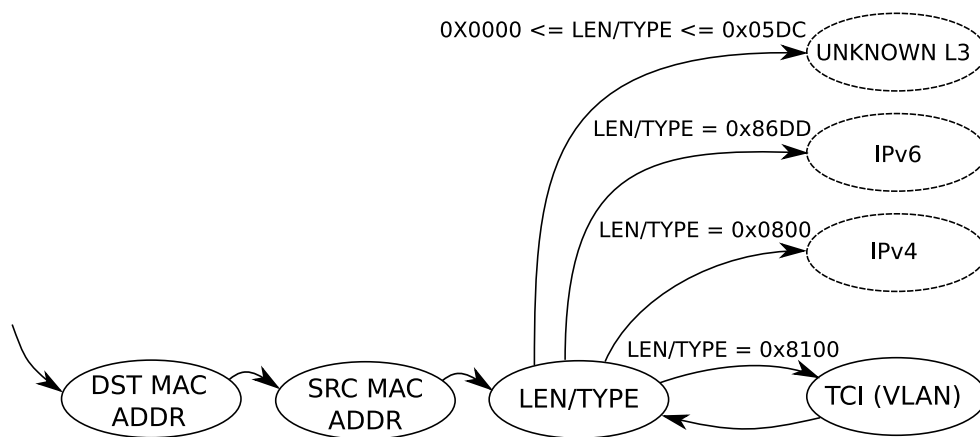 0X0000 <= LEN/TYPE <= 0x05DC
UNKNOWN L3
LEN/TYPE = 0x86DD
IPv6
LEN/TYPE = 0x0800
IPv4
LEN/TYPE = 0x8100
DST MAC
ADDR
SRC MAC
ADDR
LEN/TYPE
TCI (VLAN)